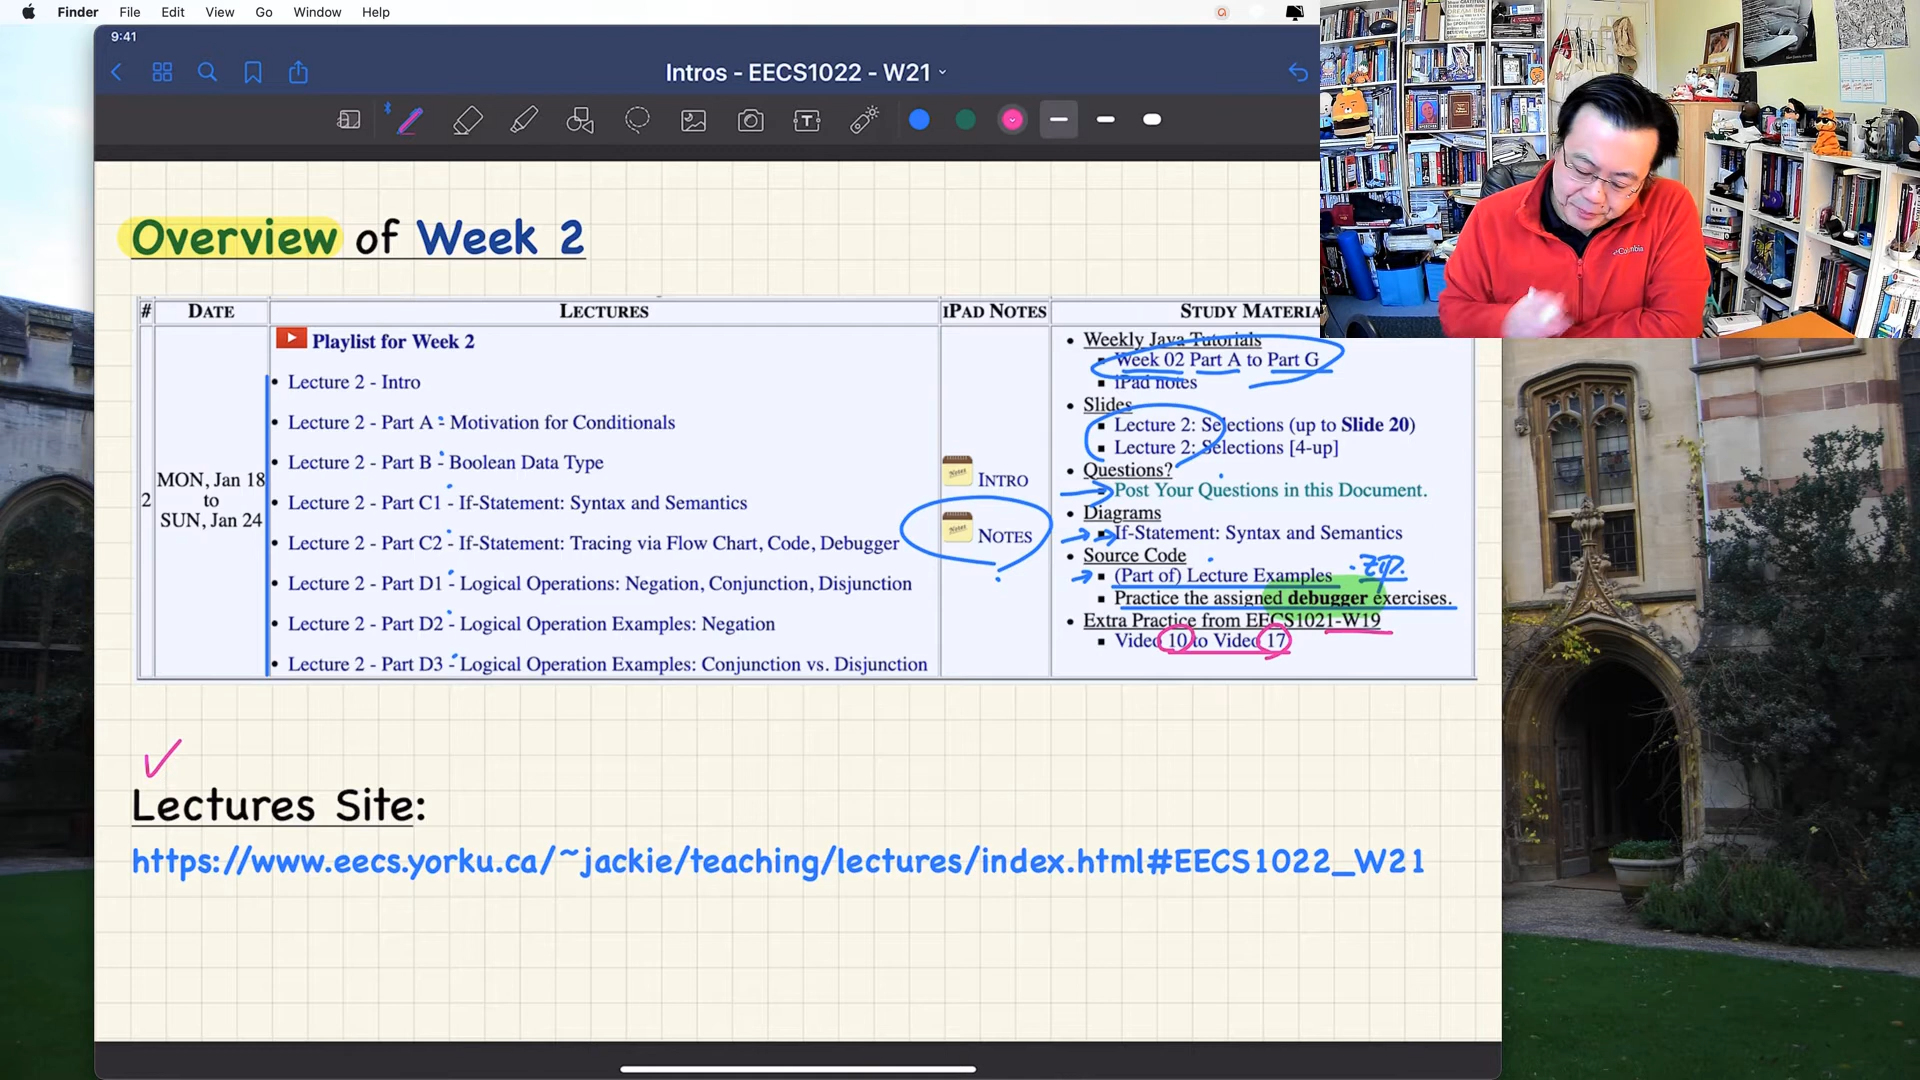 Finder File Edit View Go Window Help
9:41
Intros - EECS1022 - W21
Overview of Week 2
# DATE LECTURES IPAD NOTES STUDY MATERIA
2
MON, Jan 18
to
SUN, Jan 24
Playlist for Week 2
• Lecture 2 - Intro
• Lecture 2 - Part A - Motivation for Conditionals
• Lecture 2 - Part B - Boolean Data Type
• Lecture 2 - Part C1 - If-Statement: Syntax and Semantics
• Lecture 2 - Part C2 - If-Statement: Tracing via Flow Chart, Code, Debugger
• Lecture 2 - Part D1 - Logical Operations: Negation, Conjunction, Disjunction
• Lecture 2 - Part D2 - Logical Operation Examples: Negation
• Lecture 2 - Part D3 - Logical Operation Examples: Conjunction vs. Disjunction
INTRO
NOTES
• Weekly Java Tutorials
▪ Week 02 Part A to Part G
▪ iPad notes
• Slides
▪ Lecture 2: Selections (up to Slide 20)
▪ Lecture 2: Selections [4-up]
• Questions?
▪ Post Your Questions in this Document.
• Diagrams
▪ If-Statement: Syntax and Semantics
• Source Code
▪ (Part of) Lecture Examples .zip.
▪ Practice the assigned debugger exercises.
• Extra Practice from EECS1021-W19
▪ Video 10 to Video 17
Lectures Site:
https://www.eecs.yorku.ca/~jackie/teaching/lectures/index.html#EECS1022_W21
Columbia